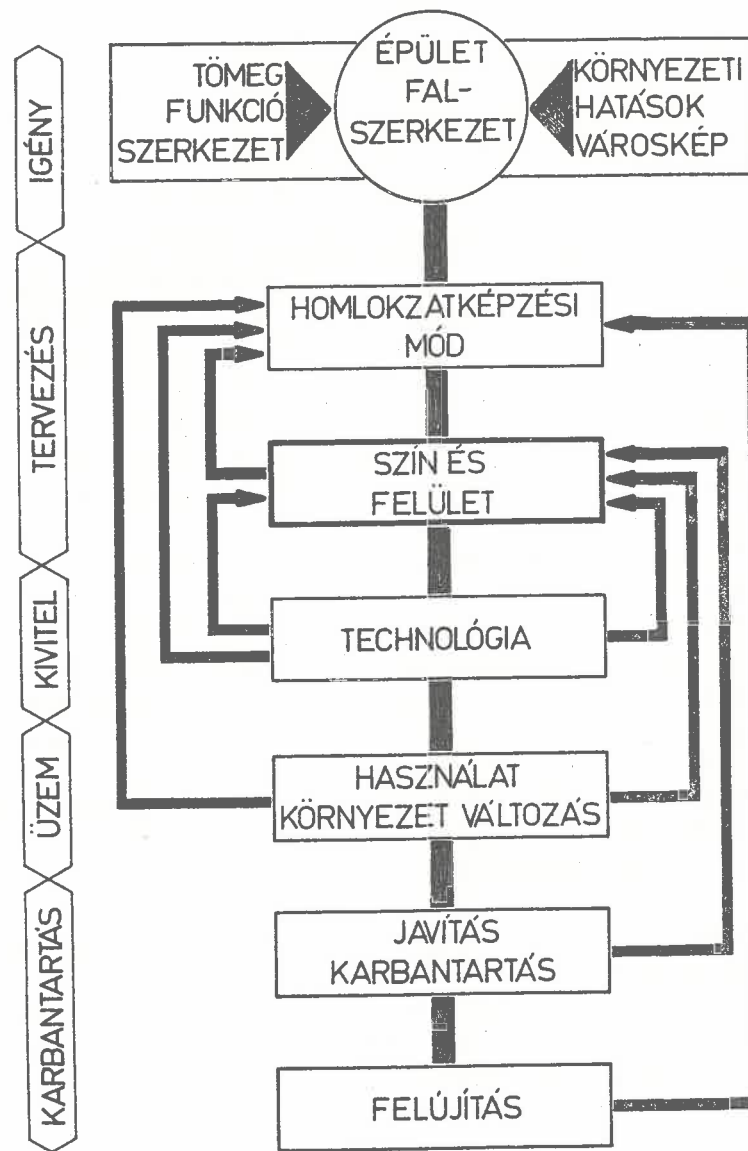 IGÉNY
TERVEZÉS
KIVITEL
ÜZEM
KARBANTARTÁS
TÖMEG
FUNKCIÓ
SZERKEZET
ÉPÜLET
FAL-
SZERKEZET
KÖRNYEZETI
HATÁSOK
VÁROSKÉP
HOMLOKZATKÉPZÉSI
MÓD
SZÍN ÉS
FELÜLET
TECHNOLÓGIA
HASZNÁLAT
KÖRNYEZET VÁLTOZÁS
JAVÍTÁS
KARBANTARTÁS
FELÚJÍTÁS